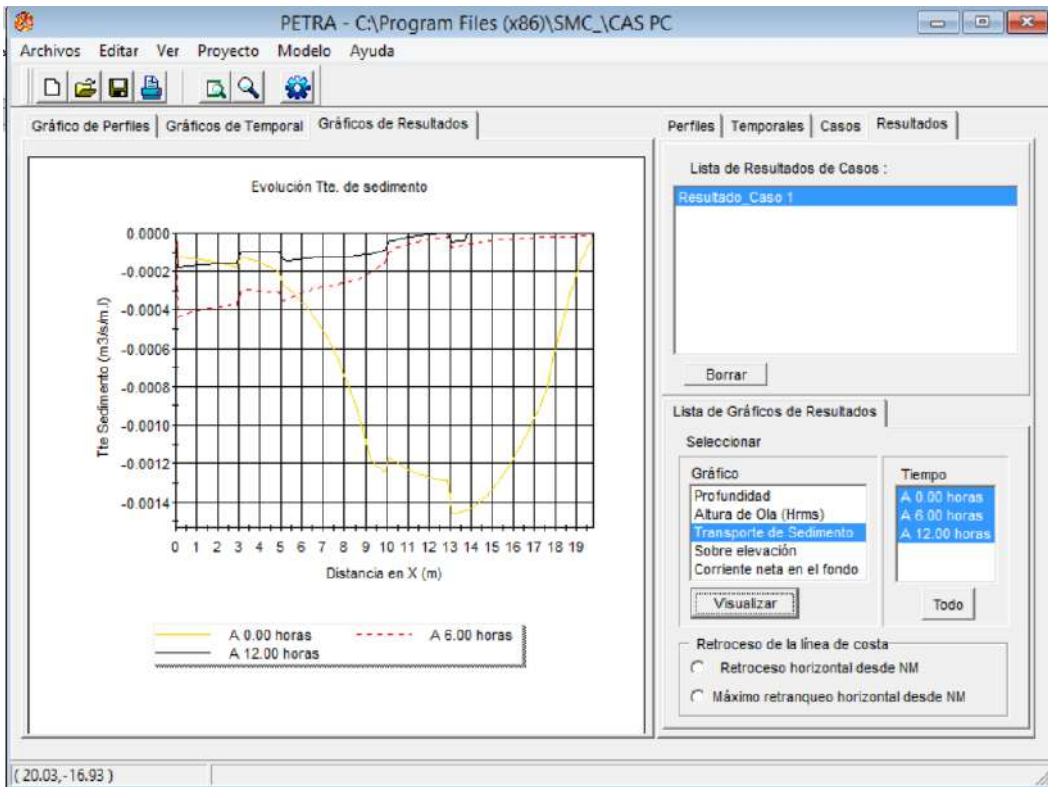 PETRA - C:\Program Files (x86)\SMC_\CAS PC
Archivos Editar Ver Proyecto Modelo Ayuda
Gráfico de Perfiles Gráficos de Temporal Gráficos de Resultados
Evolución Tte. de sedimento
0.0000
-0.0002
-0.0004
-0.0006
-0.0008
-0.0010
-0.0012
-0.0014
Tte Sedimento (m3/s/m.l)
0 1 2 3 4 5 6 7 8 9 10 11 12 13 14 15 16 17 18 19
Distancia en X (m)
A 0.00 horas A 6.00 horas
A 12.00 horas
Perfiles Temporales Casos Resultados
Lista de Resultados de Casos :
Resultado_Caso 1
Borrar
Lista de Gráficos de Resultados
Seleccionar
Gráfico
Profundidad
Altura de Ola (Hrms)
Transporte de Sedimento
Sobre elevación
Corriente neta en el fondo
Visualizar
Tiempo
A 0.00 horas
A 6.00 horas
A 12.00 horas
Todo
Retroceso de la línea de costa
Retroceso horizontal desde NM
Máximo retranqueo horizontal desde NM
( 20.03,-16.93 )